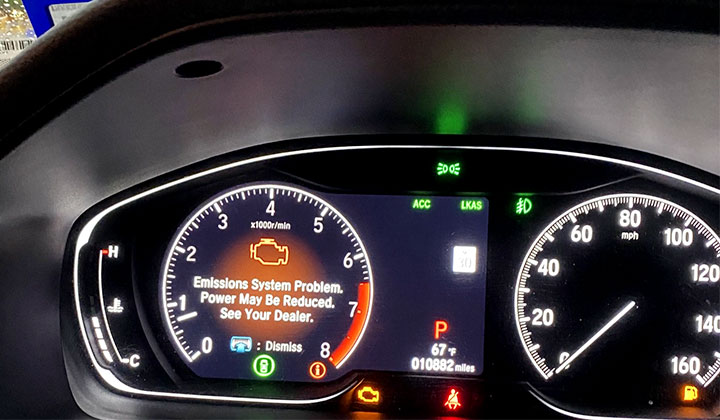 ACC LKAS
4
3 5
x1000r/min
2 6
1 7
0 8
Emissions System Problem.
Power May Be Reduced.
See Your Dealer.
: Dismiss
H
C
P
67 °F
010882 miles
80
60 100
mph
40 120
20 140
0 160